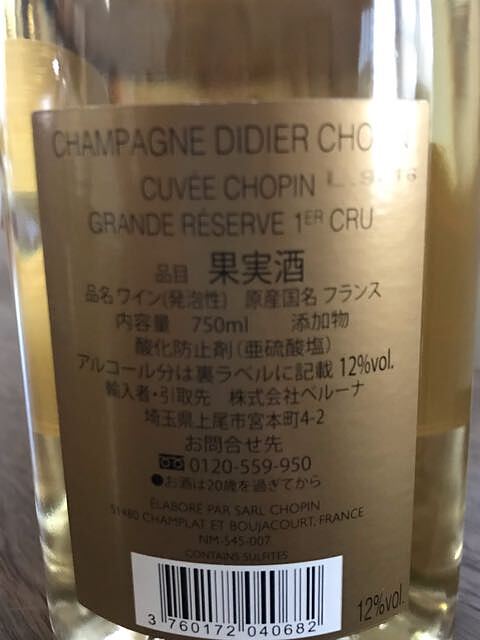 CHAMPAGNE DIDIER
CUVÉE CHOPIN
GRANDE RÉSERVE 1ER CRU
品目 果実酒
品名 ワイン(発泡性) 原産国名 フランス
内容量 750ml 添加物
酸化防止剤(亜硫酸塩)
アルコール分は裏ラベルに記載 12%vol.
輸入者・引取先 株式会社ベルーナ
埼玉県上尾市宮本町4-2
お問合せ先
0120-559-950
●お酒は20歳を過ぎてから
ÉLABORÉ PAR SARL CHOPIN
51480 CHAMPLAT ET BOUJACOURT, FRANCE
NM-545-007
CONTAINS SULFITES
3 760172 040682
12%vol.